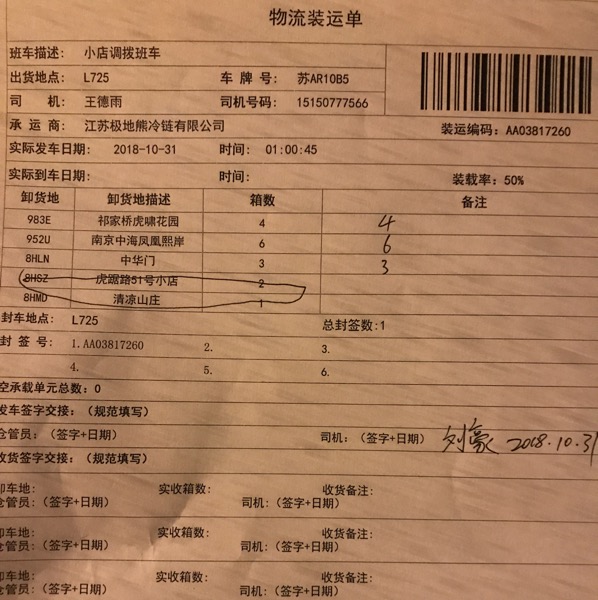 物流装运单
班车描述: 小店调拨班车
出货地点: L725 车 牌 号: 苏AR10B5
司 机: 王德雨 司机号码: 15150777566
承 运 商: 江苏极地熊冷链有限公司 装运编码: AA03817260
实际发车日期: 2018-10-31 时间: 01:00:45
实际到车日期: 时间: 装载率: 50%
卸货地 卸货地描述 箱数 备注
983E 祁家桥虎啸花园 4 4
952U 南京中海凤凰熙岸 6 6
8HLN 中华门 3 3
8HSZ 虎踞路51号小店 2
8HMD 清凉山庄 1
封车地点: L725 总封签数:1
封 签 号: 1.AA03817260 2. 3.
4. 5. 6.
空承载单元总数: 0
发车签字交接: (规范填写)
仓管员: (签字+日期) 司机: (签字+日期) 刘豪 2018.10.31
收货签字交接: (规范填写)
卸车地: 实收箱数: 收货备注:
仓管员: (签字+日期) 司机: (签字+日期)
卸车地: 实收箱数: 收货备注:
仓管员: (签字+日期) 司机: (签字+日期)
卸车地: 实收箱数: 收货备注:
仓管员: (签字+日期) 司机: (签字+日期)